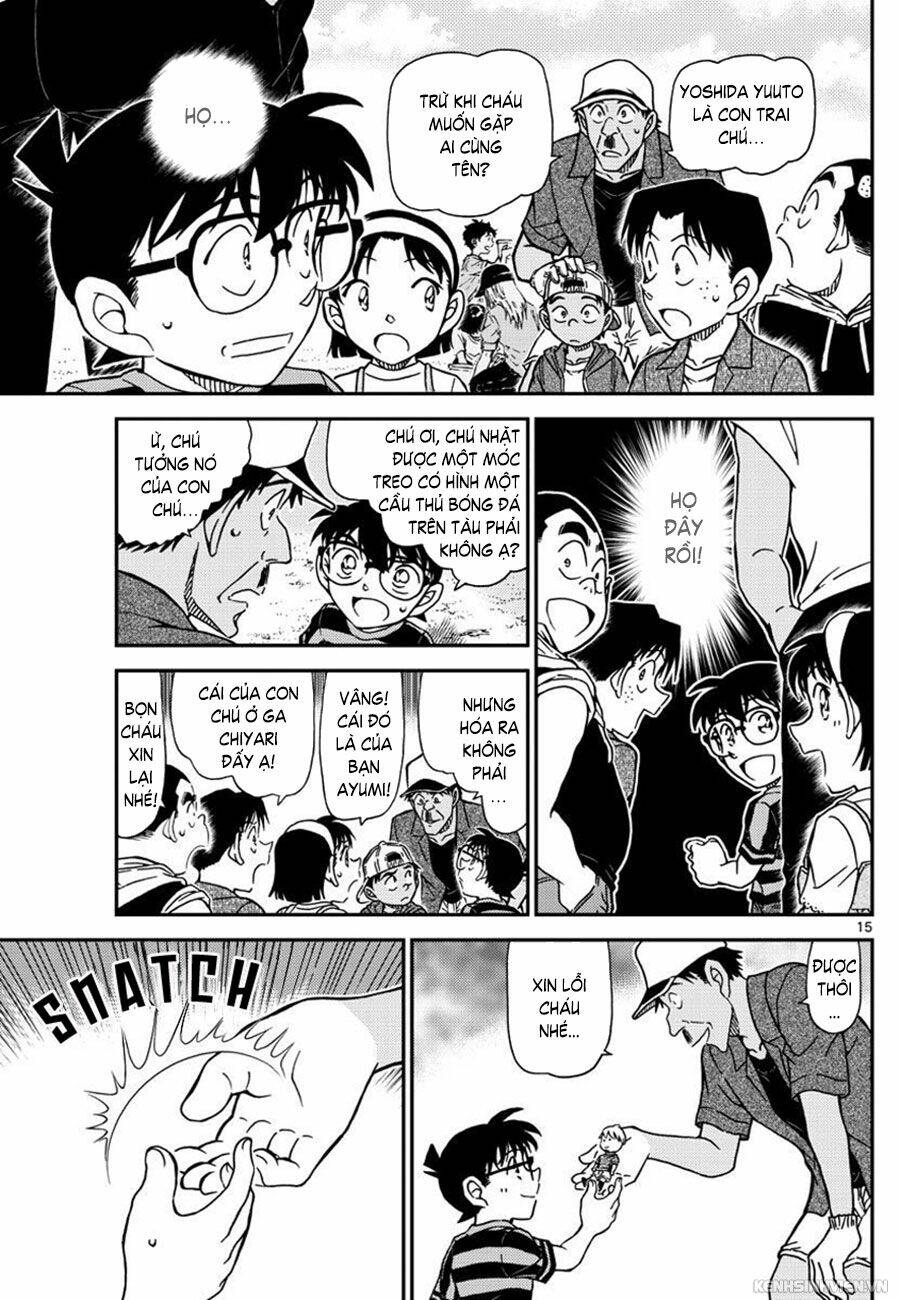 YOSHIDA YUUTO
LÀ CON TRAI
CHÚ...
TRỪ KHI CHÁU
MUỐN GẶP
AI CÙNG
TÊN?
HỌ...
HỌ
ĐÂY
RỒI!
CHÚ ƠI, CHÚ NHẶT
ĐƯỢC MỘT MÓC
TREO CÓ HÌNH MỘT
CẦU THỦ BÓNG ĐÁ
TRÊN TÀU PHẢI
KHÔNG Ạ?
Ừ, CHÚ
TƯỞNG NÓ
CỦA CON
CHÚ...
NHƯNG
HÓA RA
KHÔNG
PHẢI
...
VÂNG!
CÁI ĐÓ
LÀ CỦA
BẠN
AYUMI!
CÁI CỦA CON
CHÚ Ở GA
CHIYARI
ĐẤY Ạ!
BỌN
CHÁU
XIN
LẠI
NHÉ!
15
ĐƯỢC
THÔI
...
XIN LỖI
CHÁU
NHÉ...
SNATCH
KENHSINHVIEN.VN